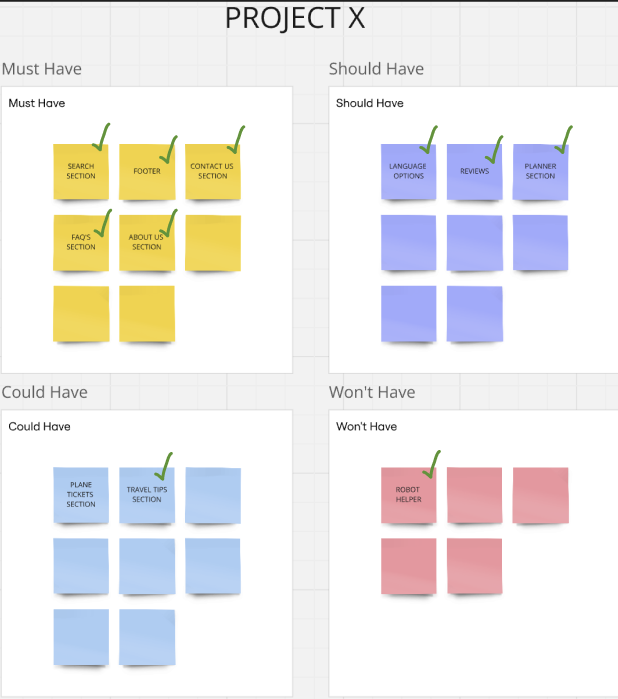 PROJECT X
Must Have
Must Have
SEARCH
SECTION
FOOTER
CONTACT US
SECTION
FAQ'S
SECTION
ABOUT US
SECTION
Should Have
Should Have
LANGUAGE
OPTIONS
REVIEWS
PLANNER
SECTION
Could Have
Could Have
PLANE
TICKETS
SECTION
TRAVEL TIPS
SECTION
Won't Have
Won't Have
ROBOT
HELPER